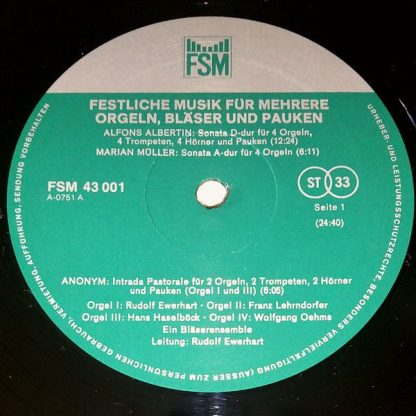 FSM
FESTLICHE MUSIK FÜR MEHRERE
ORGELN, BLÄSER UND PAUKEN
ALFONS ALBERTIN: Sonata D-dur für 4 Orgeln,
4 Trompeten, 4 Hörner und Pauken (12:24)
MARIAN MÜLLER: Sonata A-dur für 4 Orgeln (6:11)
FSM 43 001
A-0751 A
ST 33
Seite 1
(24:40)
ANONYM: Intrada Pastorale für 2 Orgeln, 2 Trompeten, 2 Hörner
und Pauken (Orgel I und III) (6:05)
Orgel I: Rudolf Ewerhart · Orgel II: Franz Lehrndorfer
Orgel III: Hans Haselböck · Orgel IV: Wolfgang Oehms
Ein Bläserensemble
Leitung: Rudolf Ewerhart
URHEBER- UND LEISTUNGSSCHUTZRECHTE, BESONDERS VERVIELFÄLTIGUNG (AUSSER ZUM PERSÖNLICHEN GEBRAUCH), VERMIETUNG, AUFFÜHRUNG, SENDUNG VORBEHALTEN